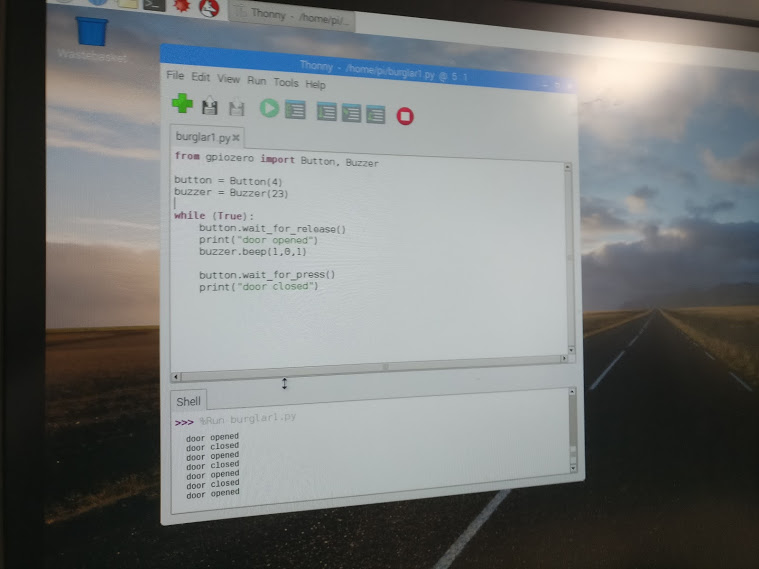 Thonny - /home/pi/...
Wastebasket
Thonny - /home/pi/burglar1.py @ 5 : 1
File Edit View Run Tools Help
burglar1.py
from gpiozero import Button, Buzzer
button = Button(4)
buzzer = Buzzer(23)
while (True):
    button.wait_for_release()
    print("door opened")
    buzzer.beep(1,0,1)
    button.wait_for_press()
    print("door closed")
Shell
>>> %Run burglar1.py
door opened
door closed
door opened
door closed
door opened
door closed
door opened